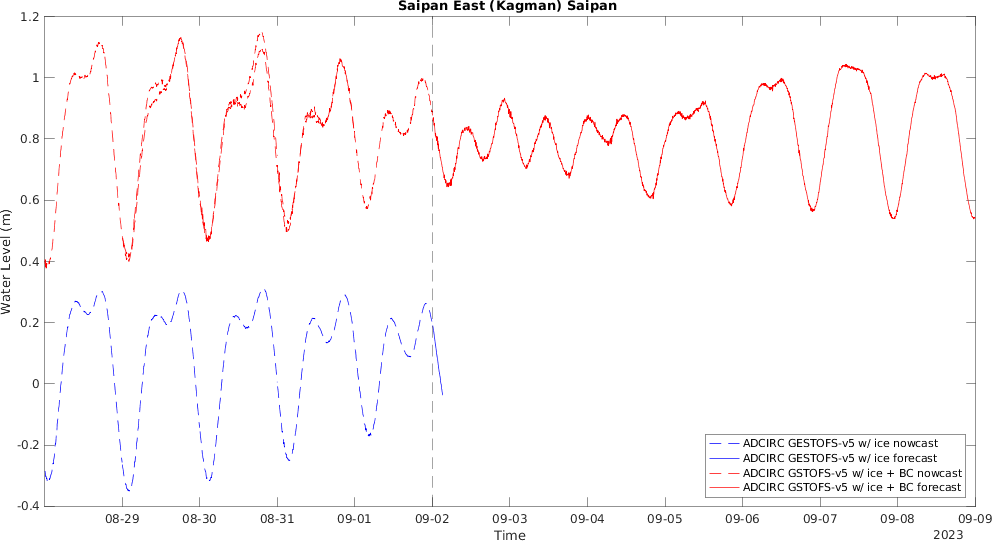 Saipan East (Kagman) Saipan
1.2
1
0.8
0.6
0.4
0.2
0
-0.2
-0.4
Water Level (m)
ADCIRC GESTOFS-v5 w/ ice nowcast
ADCIRC GESTOFS-v5 w/ ice forecast
ADCIRC GSTOFS-v5 w/ ice + BC nowcast
ADCIRC GSTOFS-v5 w/ ice + BC forecast
08-29 08-30 08-31 09-01 09-02 09-03 09-04 09-05 09-06 09-07 09-08 09-09
Time
2023